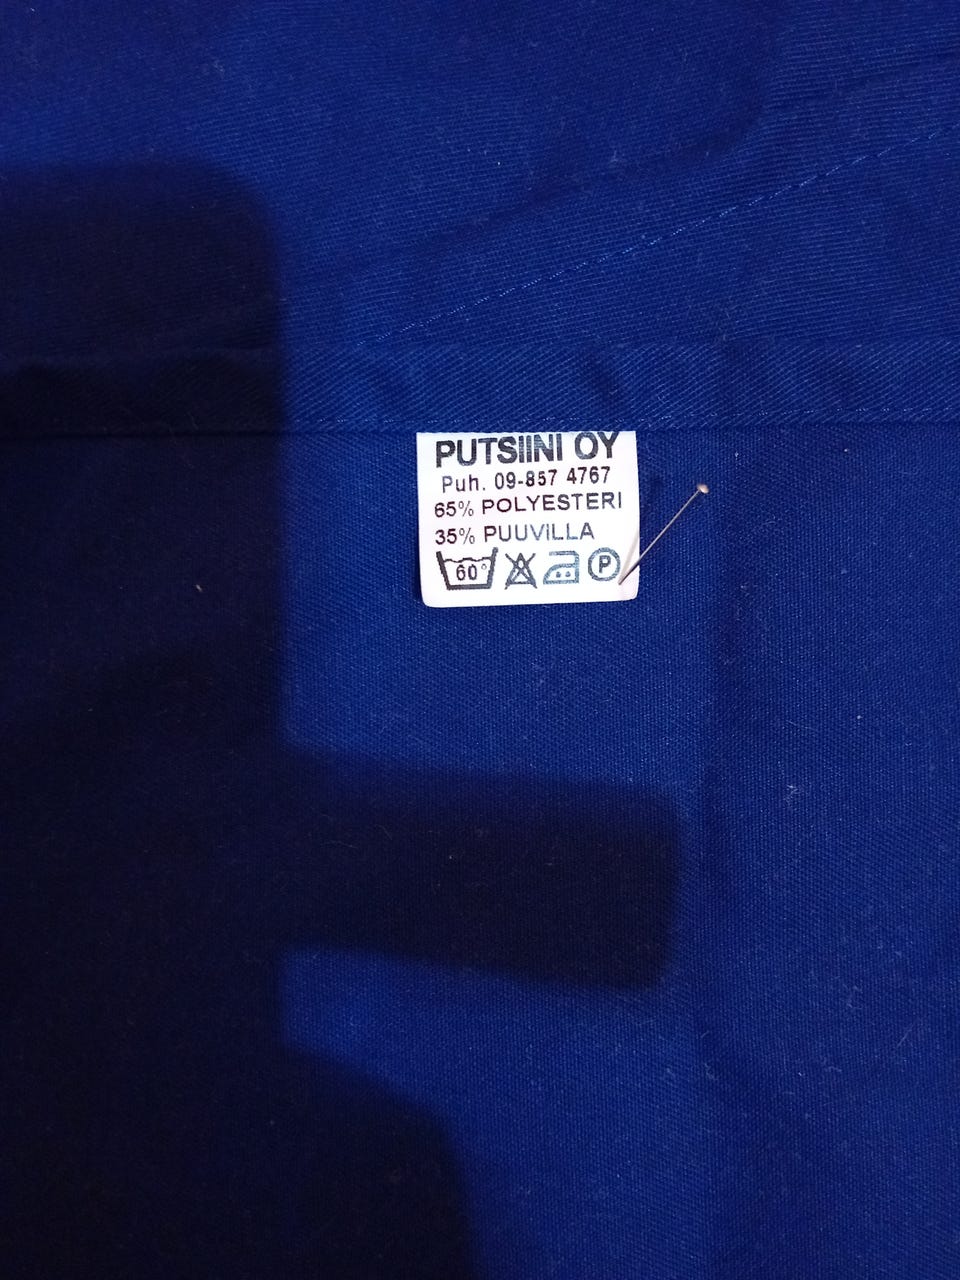 PUTSIINI OY
Puh. 09-857 4767
65% POLYESTERI
35% PUUVILLA
60° P